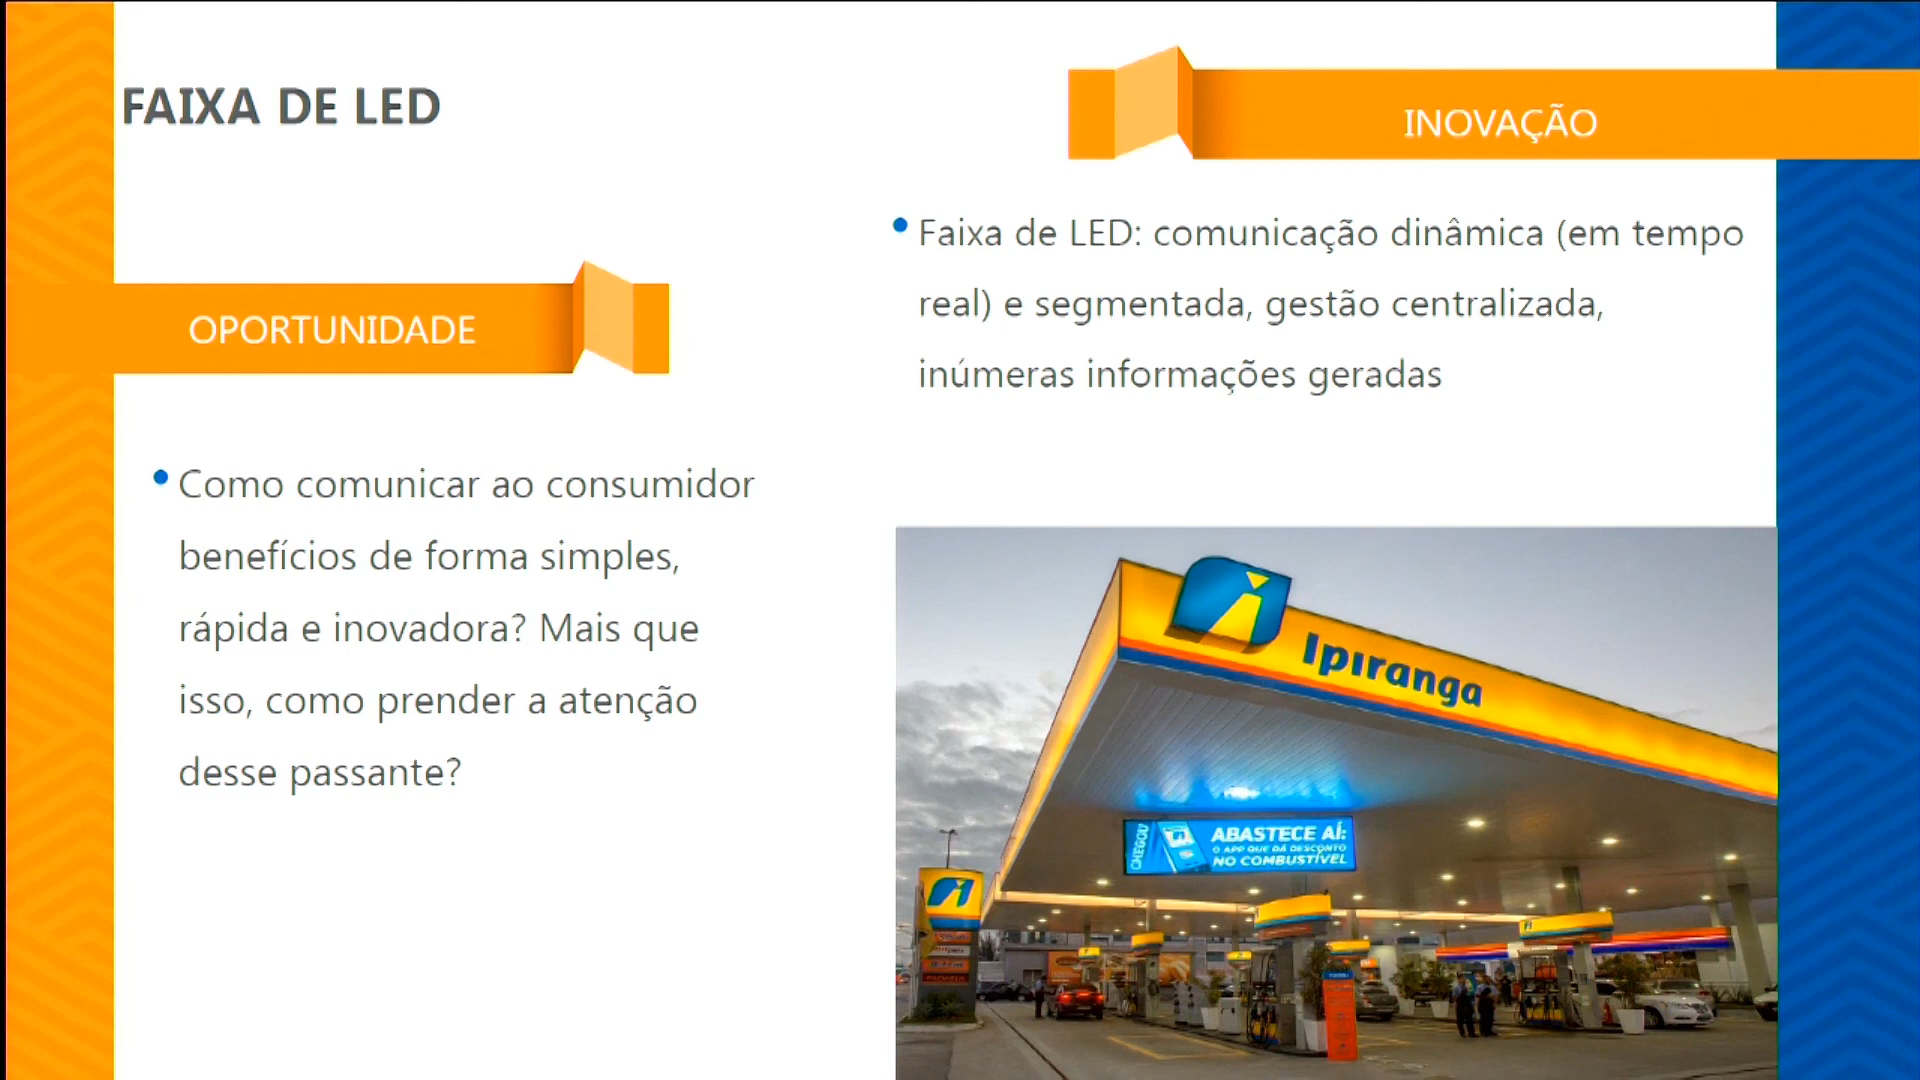 FAIXA DE LED
OPORTUNIDADE
Como comunicar ao consumidor
benefícios de forma simples,
rápida e inovadora? Mais que
isso, como prender a atenção
desse passante?
INOVAÇÃO
Faixa de LED: comunicação dinâmica (em tempo
real) e segmentada, gestão centralizada,
inúmeras informações geradas
Ipiranga
CHEGOU
ABASTECE AÍ:
O APP QUE DÁ DESCONTO
NO COMBUSTÍVEL